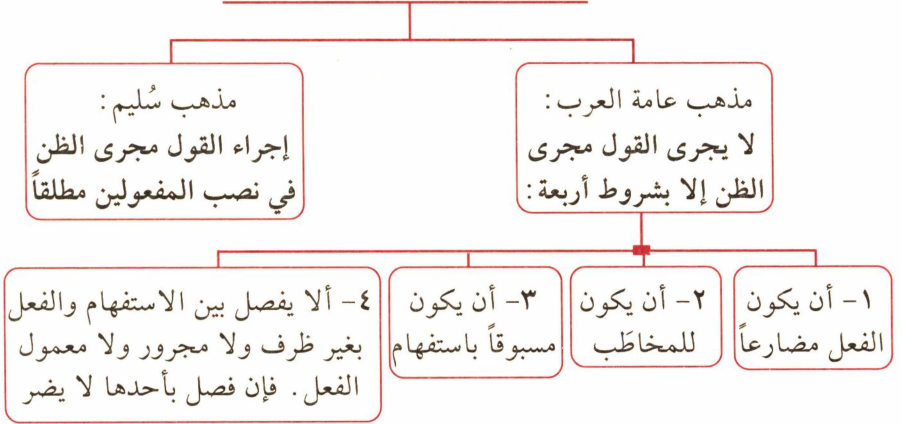 مذهب عامة العرب:
لا يجرى القول مجرى
الظن إلا بشروط أربعة:
مذهب سُليم:
إجراء القول مجرى الظن
في نصب المفعولين مطلقاً
١- أن يكون
الفعل مضارعاً
٢- أن يكون
للمخاطَب
٣- أن يكون
مسبوقاً باستفهام
٤- ألا يفصل بين الاستفهام والفعل
بغير ظرف ولا مجرور ولا معمول
الفعل. فإن فصل بأحدها لا يضر